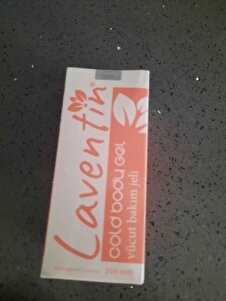 Laventin®
COLD BODY GEL
vücut bakım jeli
250 ml